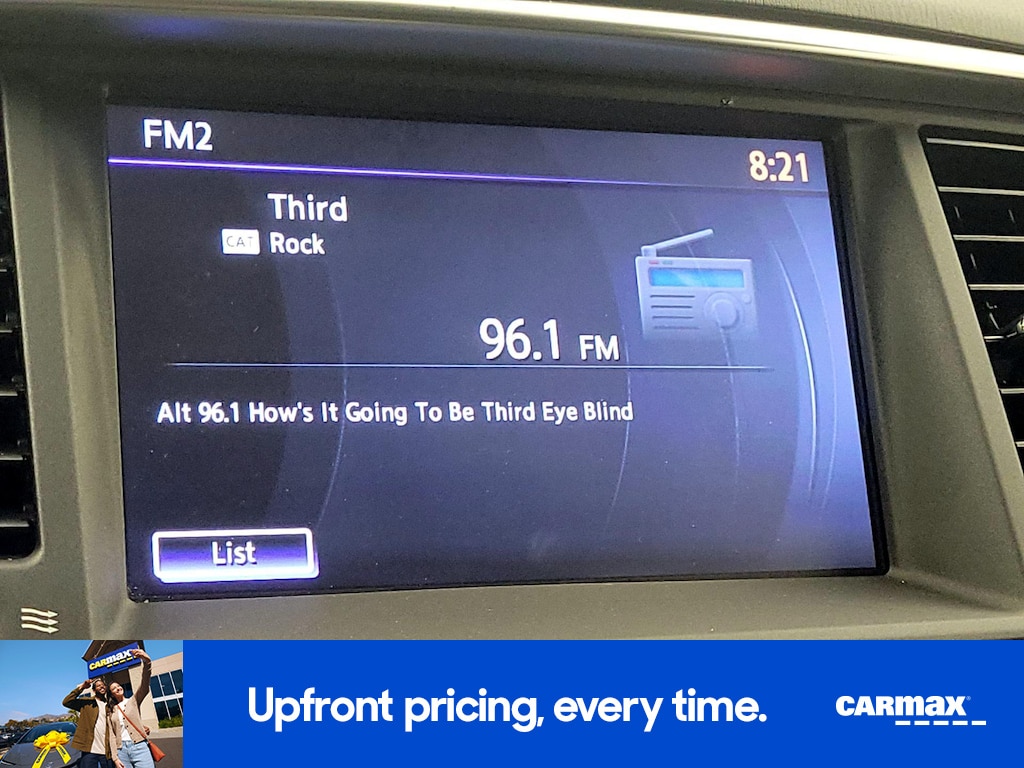 FM2
8:21
Third
CAT Rock
96.1 FM
Alt 96.1 How's It Going To Be Third Eye Blind
List
CARMAX
Upfront pricing, every time.
CARMAX